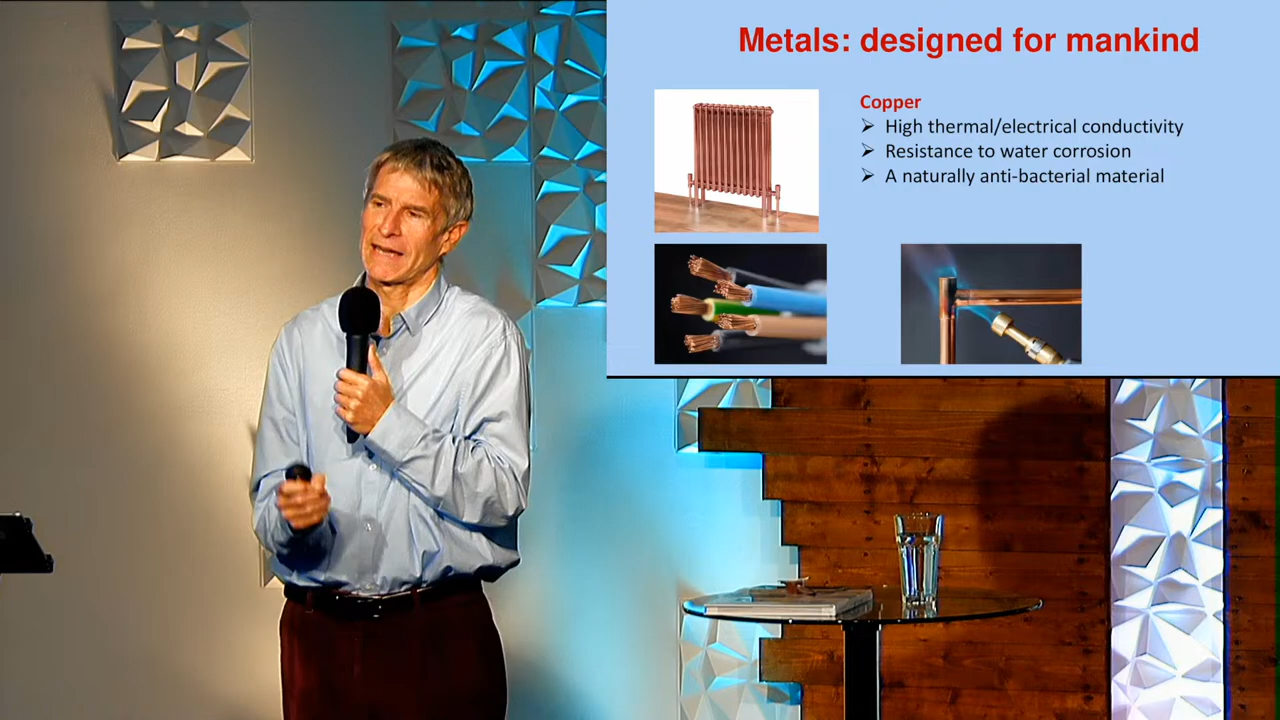 Metals: designed for mankind
Copper
➢ High thermal/electrical conductivity
➢ Resistance to water corrosion
➢ A naturally anti-bacterial material